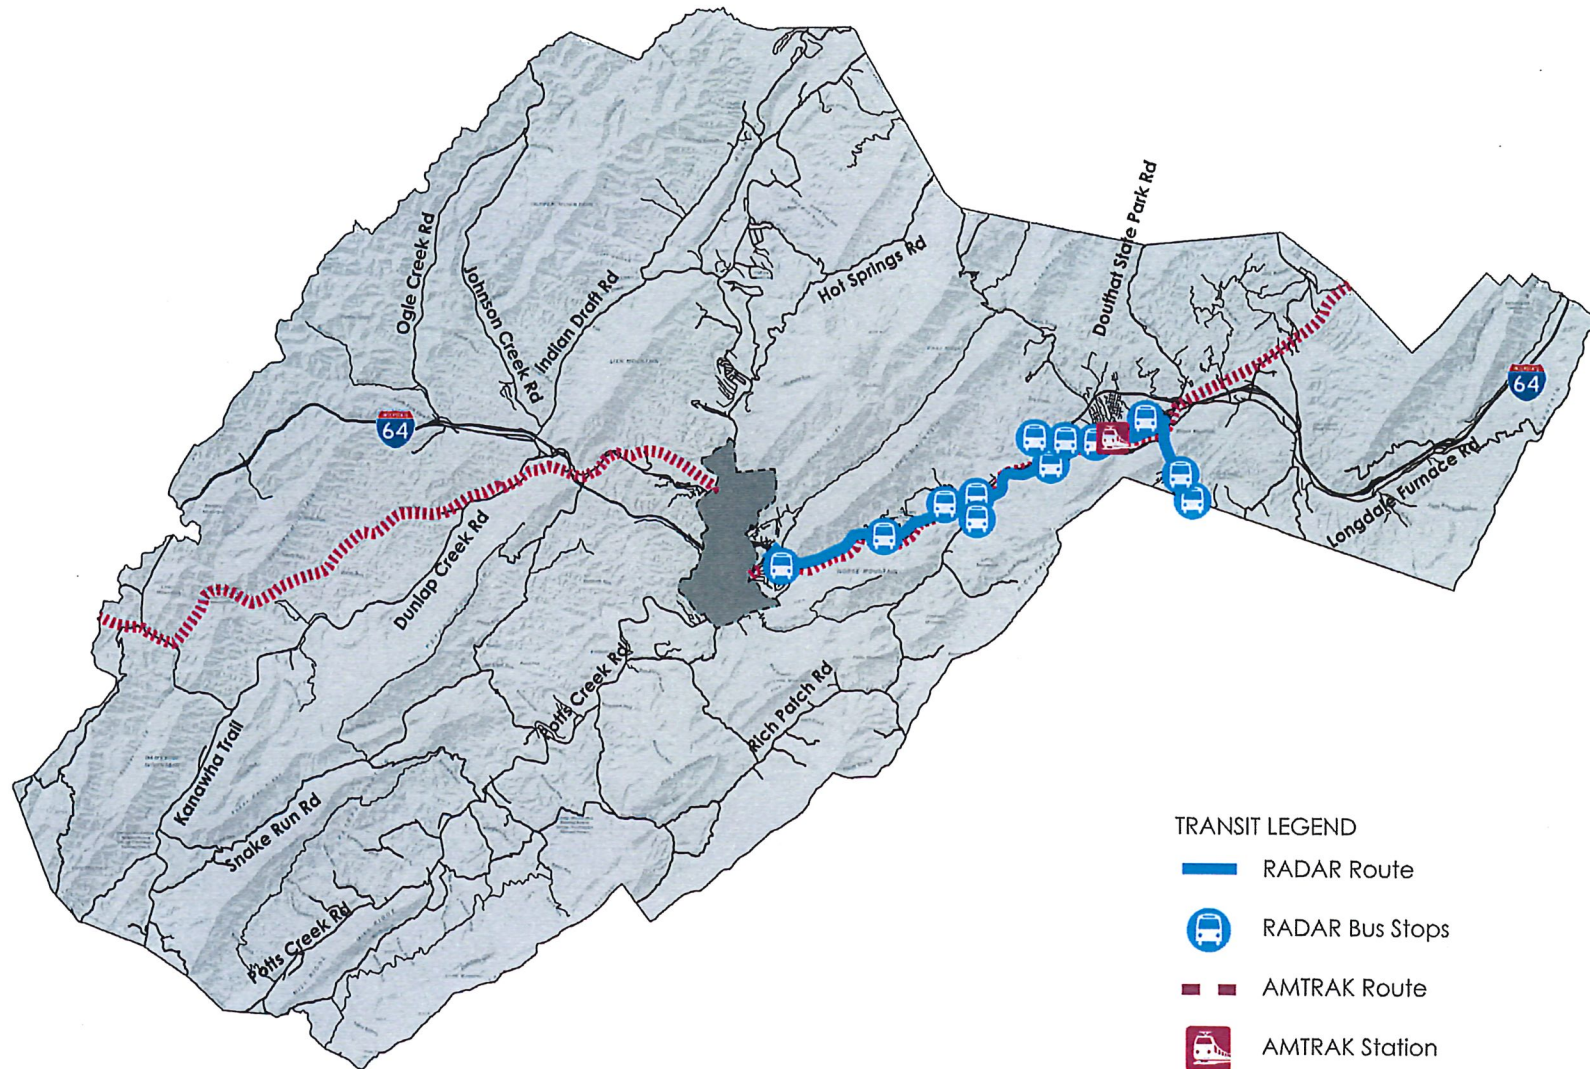 Douthat State Park Rd
Ogle Creek Rd
Johnson Creek Rd
Indian Draft Rd
Hot Springs Rd
64
64
Longdale Furnace Rd
Dunlap Creek Rd
Potts Creek Rd
Rich Patch Rd
Kanawha Trail
Snake Run Rd
Potts Creek Rd
TRANSIT LEGEND
RADAR Route
RADAR Bus Stops
AMTRAK Route
AMTRAK Station